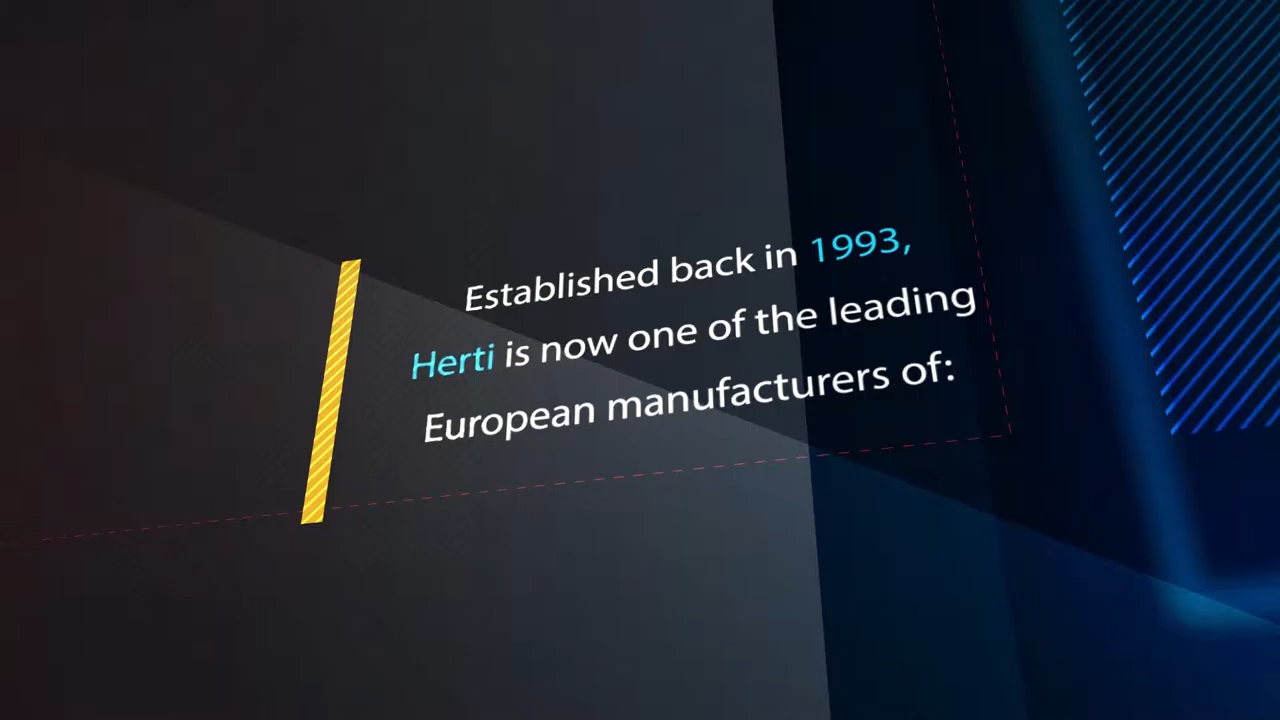 Established back in 1993,
Herti is now one of the leading
European manufacturers of: